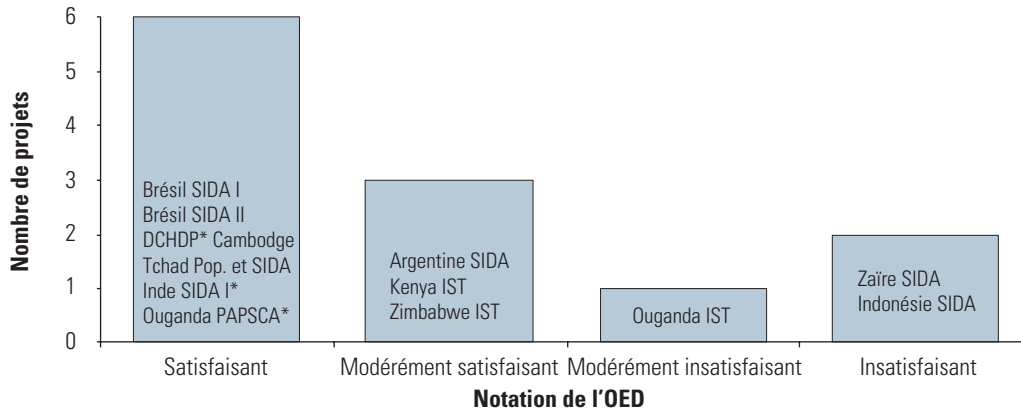 Nombre de projets
6
5
4
3
2
1
0
Brésil SIDA I
Brésil SIDA II
DCHDP* Cambodge
Tchad Pop. et SIDA
Inde SIDA I*
Ouganda PAPSCA*
Argentine SIDA
Kenya IST
Zimbabwe IST
Ouganda IST
Zaïre SIDA
Indonésie SIDA
Satisfaisant
Modérément satisfaisant
Modérément insatisfaisant
Insatisfaisant
Notation de l'OED